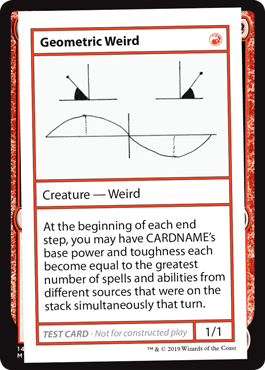 Geometric Weird
Creature — Weird
At the beginning of each end
step, you may have CARDNAME's
base power and toughness each
become equal to the greatest
number of spells and abilities from
different sources that were on the
stack simultaneously that turn.
TEST CARD - Not for constructed play
1/1
™ & © 2019 Wizards of the Coast